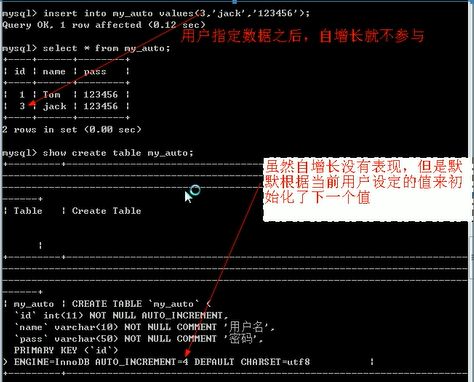 mysql> insert into my_auto values(3,'jack','123456');
Query OK, 1 row affected (0.12 sec)
用户指定数据之后，自增长就不参与
mysql> select * from my_auto;
+----+------+--------+
| id | name | pass   |
+----+------+--------+
|  1 | Tom  | 123456 |
|  3 | jack | 123456 |
+----+------+--------+
2 rows in set (0.00 sec)
mysql> show create table my_auto;
虽然自增长没有表现，但是默
默根据当前用户设定的值来初
始化了下一个值
| Table   | Create Table
|
| my_auto | CREATE TABLE `my_auto` (
  `id` int(11) NOT NULL AUTO_INCREMENT,
  `name` varchar(10) NOT NULL COMMENT '用户名',
  `pass` varchar(50) NOT NULL COMMENT '密码',
  PRIMARY KEY (`id`)
) ENGINE=InnoDB AUTO_INCREMENT=4 DEFAULT CHARSET=utf8 |